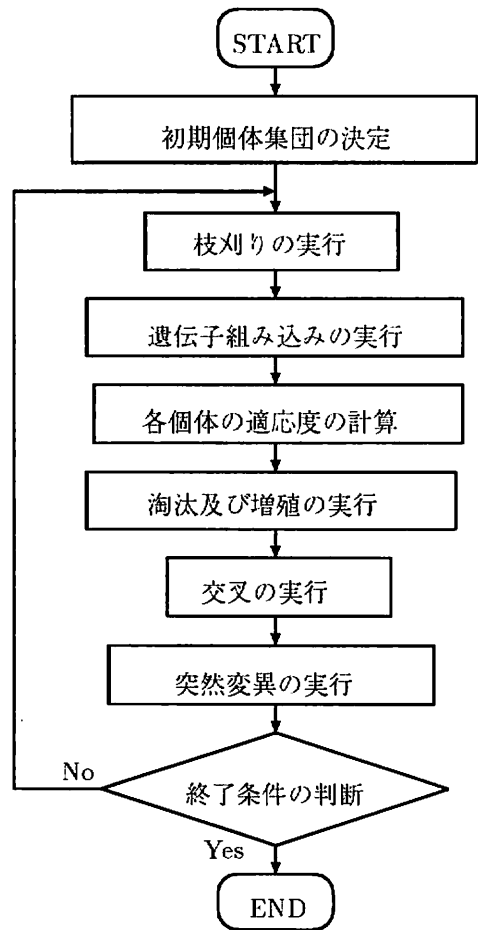 START
初期個体集団の決定
枝刈りの実行
遺伝子組み込みの実行
各個体の適応度の計算
淘汰及び増殖の実行
交叉の実行
突然変異の実行
終了条件の判断
No
Yes
END